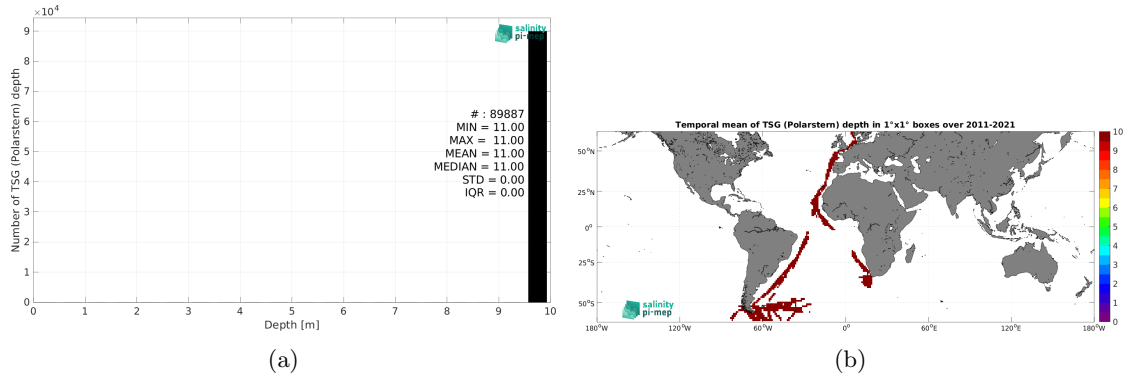 ×10⁴
9
8
7
6
5
4
3
2
1
0
Number of TSG (Polarstern) depth
salinity
pi-mep
# : 89887
MIN = 11.00
MAX = 11.00
MEAN = 11.00
MEDIAN = 11.00
STD = 0.00
IQR = 0.00
0 1 2 3 4 5 6 7 8 9 10
Depth [m]
(a)
Temporal mean of TSG (Polarstern) depth in 1°x1° boxes over 2011-2021
50°N
25°N
0°
25°S
50°S
salinity
pi-mep
180°W 120°W 60°W 0° 60°E 120°E 180°W
10
9
8
7
6
5
4
3
2
1
0
(b)